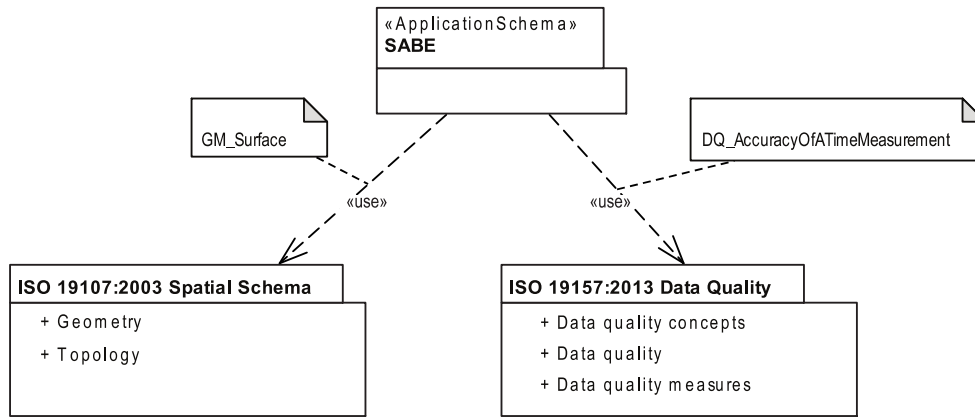 «ApplicationSchema»
SABE
GM_Surface
DQ_AccuracyOfATimeMeasurement
«use»
«use»
ISO 19107:2003 Spatial Schema
+ Geometry
+ Topology
ISO 19157:2013 Data Quality
+ Data quality concepts
+ Data quality
+ Data quality measures